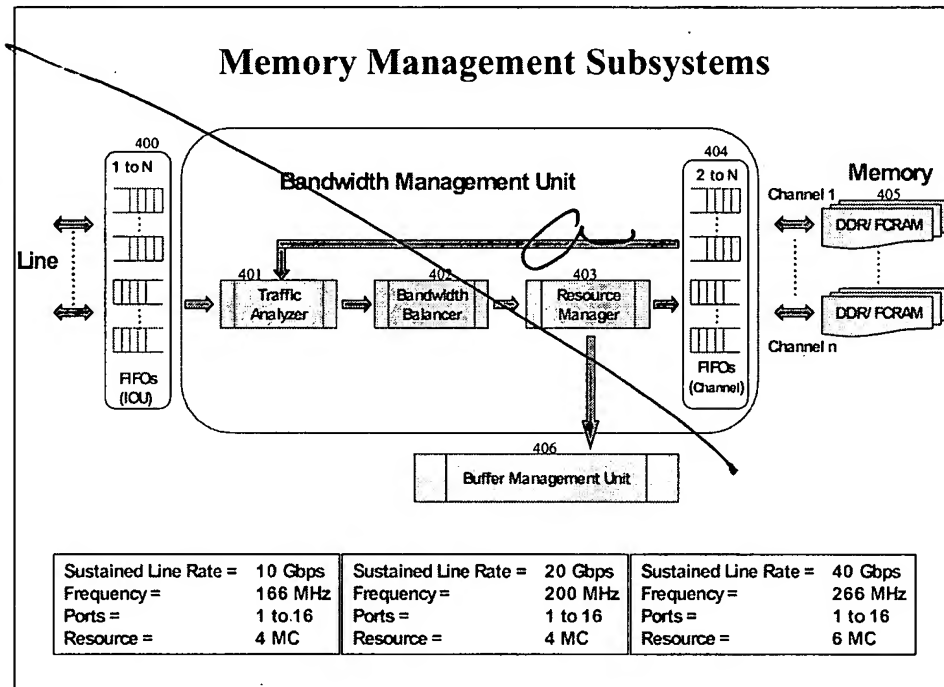 Memory Management Subsystems
400
1 to N
FIFOs
(IOU)
Line
Bandwidth Management Unit
401
Traffic
Analyzer
402
Bandwidth
Balancer
403
Resource
Manager
404
2 to N
FIFOs
(Channel)
Memory
Channel 1
405
DDR/ FCRAM
DDR/ FCRAM
Channel n
406
Buffer Management Unit
Sustained Line Rate = 10 Gbps
Frequency = 166 MHz
Ports = 1 to 16
Resource = 4 MC
Sustained Line Rate = 20 Gbps
Frequency = 200 MHz
Ports = 1 to 16
Resource = 4 MC
Sustained Line Rate = 40 Gbps
Frequency = 266 MHz
Ports = 1 to 16
Resource = 6 MC